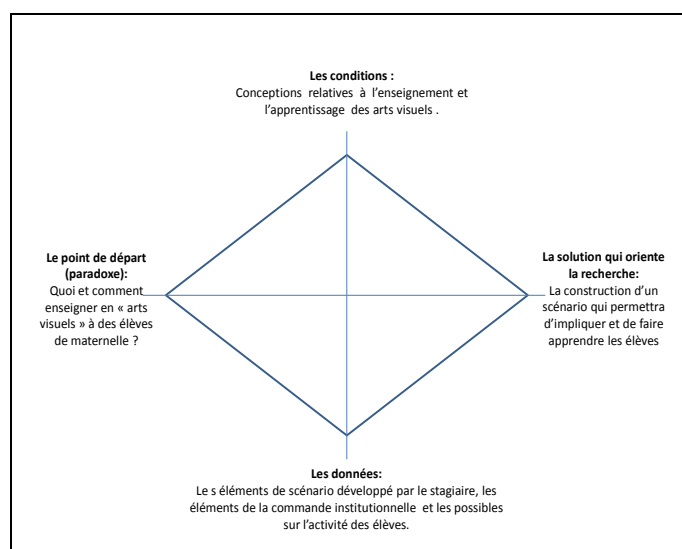 Les conditions :
Conceptions relatives à l'enseignement et
l'apprentissage des arts visuels .
Le point de départ
(paradoxe):
Quoi et comment
enseigner en « arts
visuels » à des élèves
de maternelle ?
La solution qui oriente
la recherche:
La construction d'un
scénario qui permettra
d'impliquer et de faire
apprendre les élèves
Les données:
Le s éléments de scénario développé par le stagiaire, les
éléments de la commande institutionnelle et les possibles
sur l'activité des élèves.